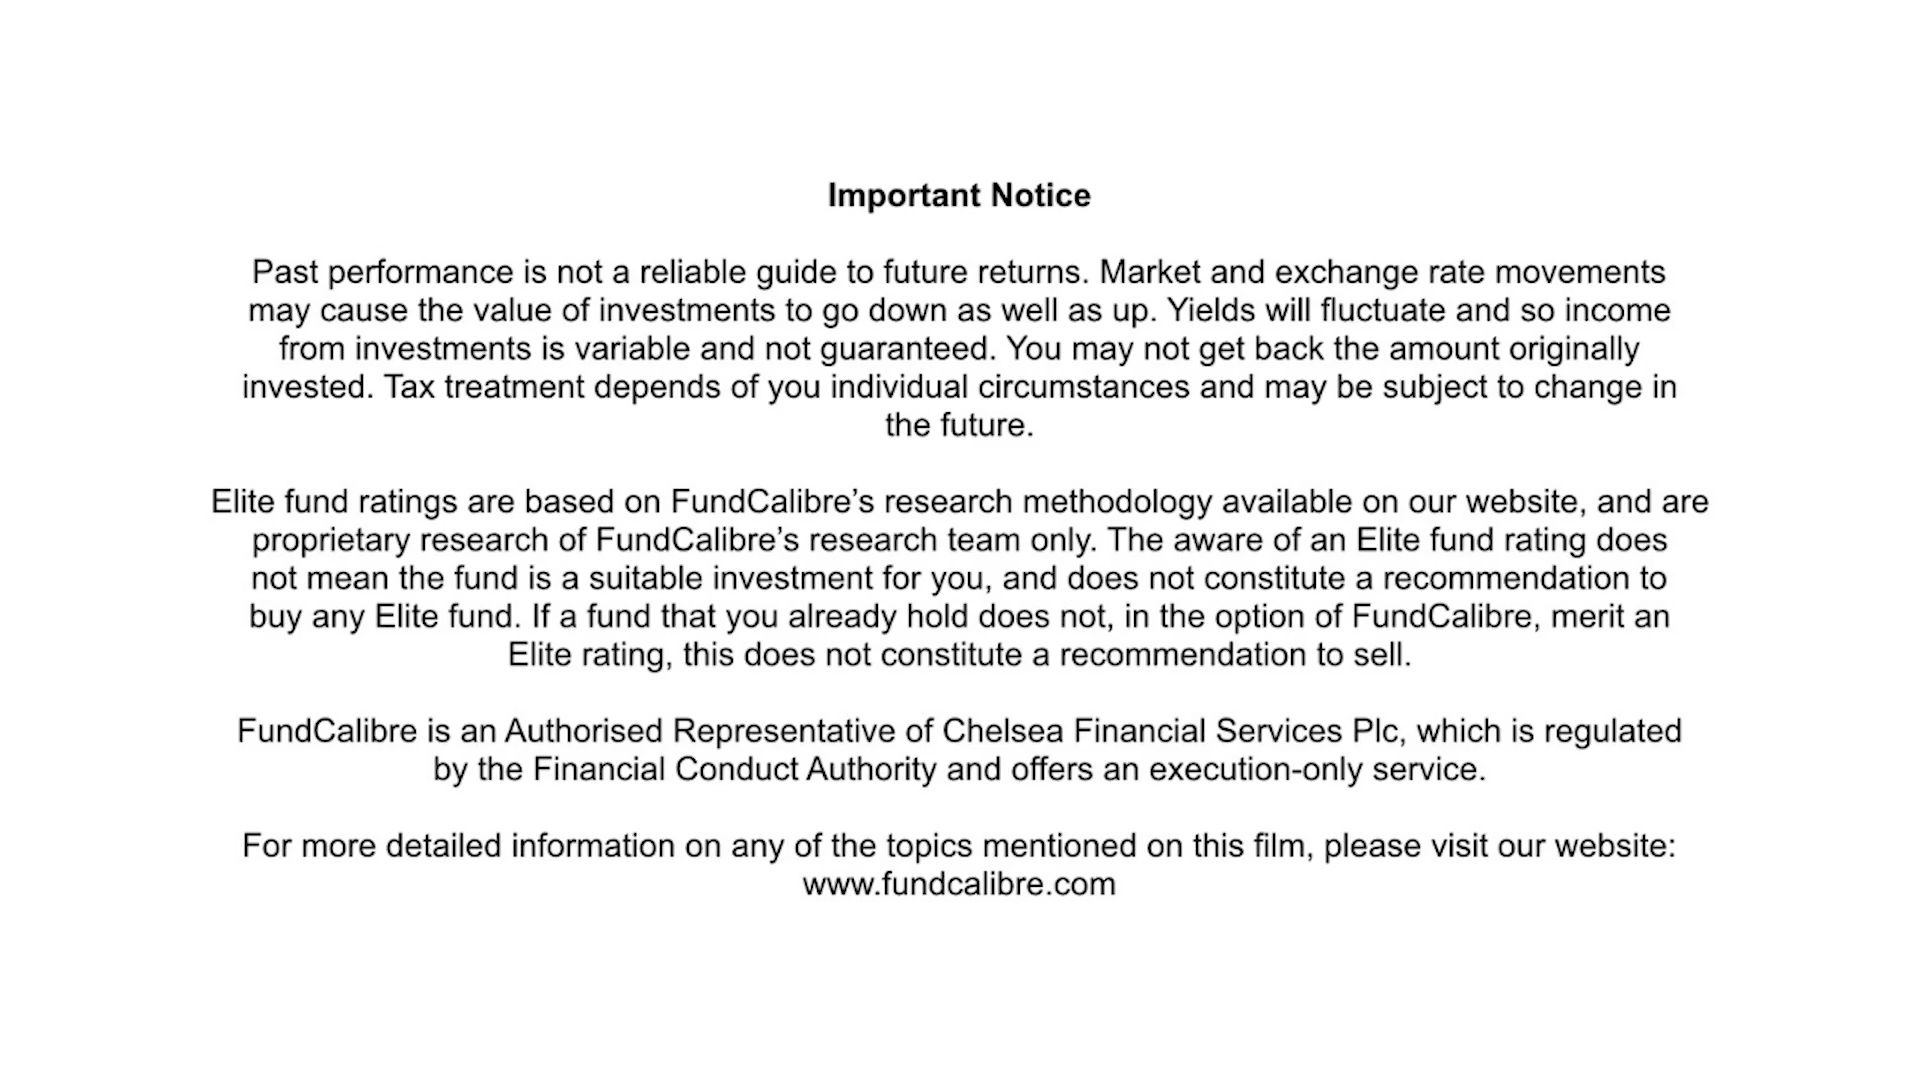 Important Notice
Past performance is not a reliable guide to future returns. Market and exchange rate movements
may cause the value of investments to go down as well as up. Yields will fluctuate and so income
from investments is variable and not guaranteed. You may not get back the amount originally
invested. Tax treatment depends of you individual circumstances and may be subject to change in
the future.
Elite fund ratings are based on FundCalibre’s research methodology available on our website, and are
proprietary research of FundCalibre’s research team only. The aware of an Elite fund rating does
not mean the fund is a suitable investment for you, and does not constitute a recommendation to
buy any Elite fund. If a fund that you already hold does not, in the option of FundCalibre, merit an
Elite rating, this does not constitute a recommendation to sell.
FundCalibre is an Authorised Representative of Chelsea Financial Services Plc, which is regulated
by the Financial Conduct Authority and offers an execution-only service.
For more detailed information on any of the topics mentioned on this film, please visit our website:
www.fundcalibre.com